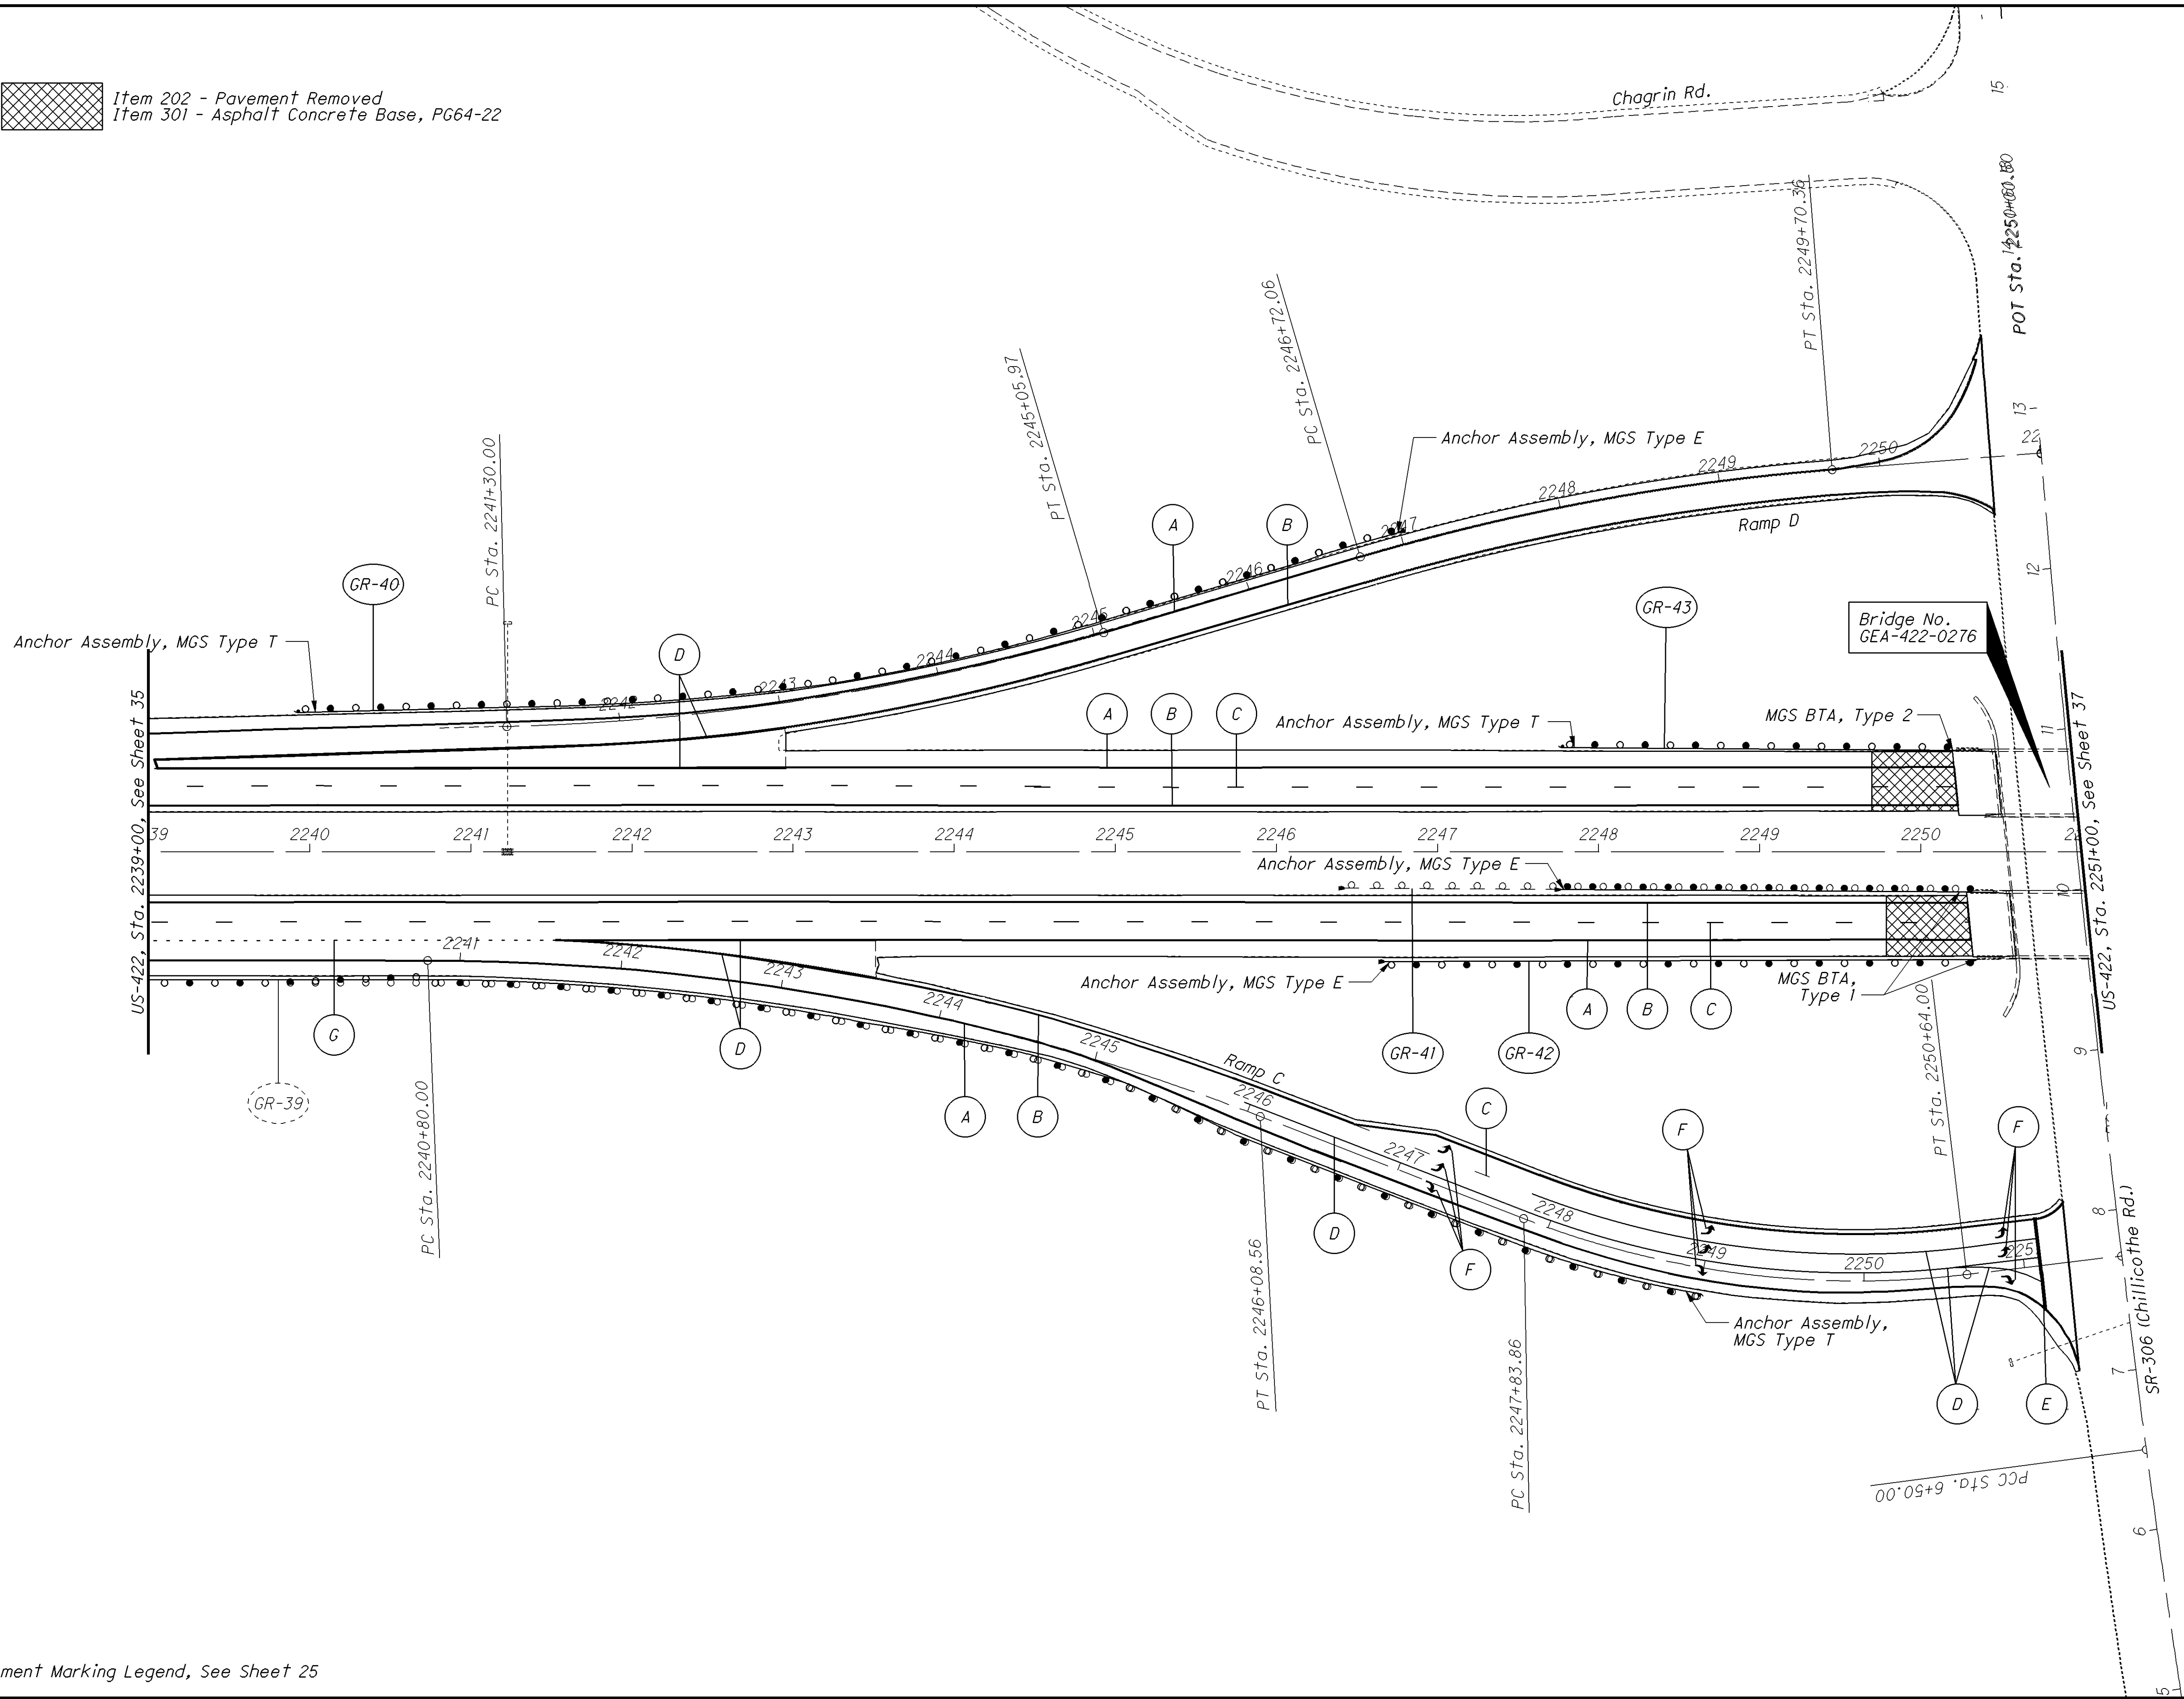 Item 202 - Pavement Removed
Item 301 - Asphalt Concrete Base, PG64-22
Chagrin Rd.
15
POT Sta.
PT Sta. 2249+70.36
PC Sta. 2246+72.06
PT Sta. 2245+05.97
PC Sta. 2241+30.00
Anchor Assembly, MGS Type E
13
22
2250
2249
2248
2247
2246
2245
2244
2243
2242
Ramp D
A
B
12
GR-40
GR-43
Bridge No.
GEA-422-0276
Anchor Assembly, MGS Type T
D
A
B
C
Anchor Assembly, MGS Type T
MGS BTA, Type 2
11
US-422, Sta. 2239+00, See Sheet 35
US-422, Sta. 2251+00, See Sheet 37
39
2240
2241
2242
2243
2244
2245
2246
2247
2248
2249
2250
Anchor Assembly, MGS Type E
10
2241
2242
2243
2244
2245
Anchor Assembly, MGS Type E
MGS BTA,
Type 1
G
D
A
B
C
GR-41
GR-42
9
GR-39
PC Sta. 2240+80.00
A
B
Ramp C
2246
2247
2248
2249
2250
225
C
F
F
PT Sta. 2250+64.00
8
D
F
PT Sta. 2246+08.56
PC Sta. 2247+83.86
Anchor Assembly,
MGS Type T
D
E
7
SR-306 (Chillicothe Rd.)
PCC Sta. 6+50.00
6
5
ment Marking Legend, See Sheet 25